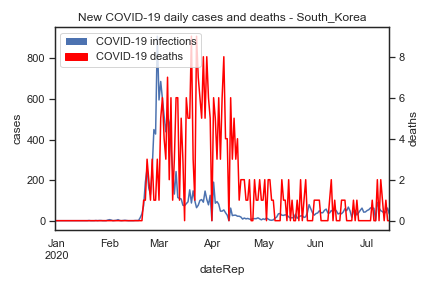 New COVID-19 daily cases and deaths - South_Korea
COVID-19 infections
COVID-19 deaths
800
600
400
200
0
cases
8
6
4
2
0
deaths
Jan Feb Mar Apr May Jun Jul
2020
dateRep